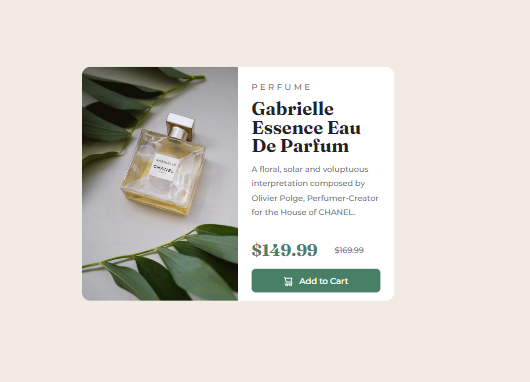 PERFUME
Gabrielle
Essence Eau
De Parfum
A floral, solar and voluptuous
interpretation composed by
Olivier Polge, Perfumer-Creator
for the House of CHANEL.
$149.99 $169.99
Add to Cart
GABRIELLE
CHANEL